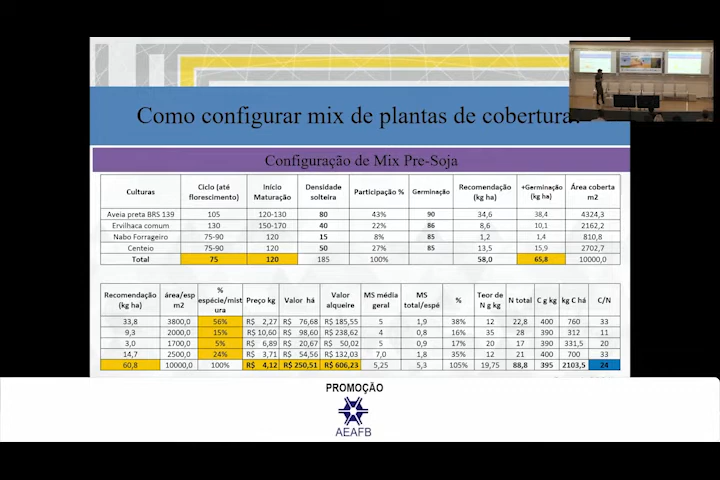 Como configurar mix de plantas de cobertura
Configuração de Mix Pre-Soja
Culturas Ciclo (até florescimento) Início Maturação Densidade solteira Participação % Germinação Recomendação (kg ha) +Germinação (kg ha) Área coberta m2
Aveia preta BRS 139 105 120-130 80 43% 90 34,6 38,4 4324,3
Ervilhaca comum 130 150-170 40 22% 86 8,6 10,1 2162,2
Nabo Forrageiro 75-90 120 15 8% 85 1,2 1,4 810,8
Centeio 75-90 120 50 27% 85 13,5 15,9 2702,7
Total 75 120 185 100% 58,0 65,8 10000,0
Recomendação (kg ha) área/esp m2 % espécie/mistura Preço kg Valor há Valor alqueire MS média geral MS total/espé % Teor de N g kg N total C g kg kg C há C/N
33,8 3800,0 56% R$ 2,27 R$ 76,68 R$ 185,55 5 1,9 38% 12 22,8 400 760 33
9,3 2000,0 15% R$ 10,60 R$ 98,60 R$ 238,62 4 0,8 16% 35 28 390 312 11
3,0 1700,0 5% R$ 6,89 R$ 20,67 R$ 50,02 5 0,9 17% 20 17 390 331,5 20
14,7 2500,0 24% R$ 3,71 R$ 54,56 R$ 132,03 7,0 1,8 35% 12 21 400 700 33
60,8 10000,0 100% R$ 4,12 R$ 250,51 R$ 606,23 5,25 5,3 105% 19,75 88,8 395 2103,5 24
PROMOÇÃO
AEAFB